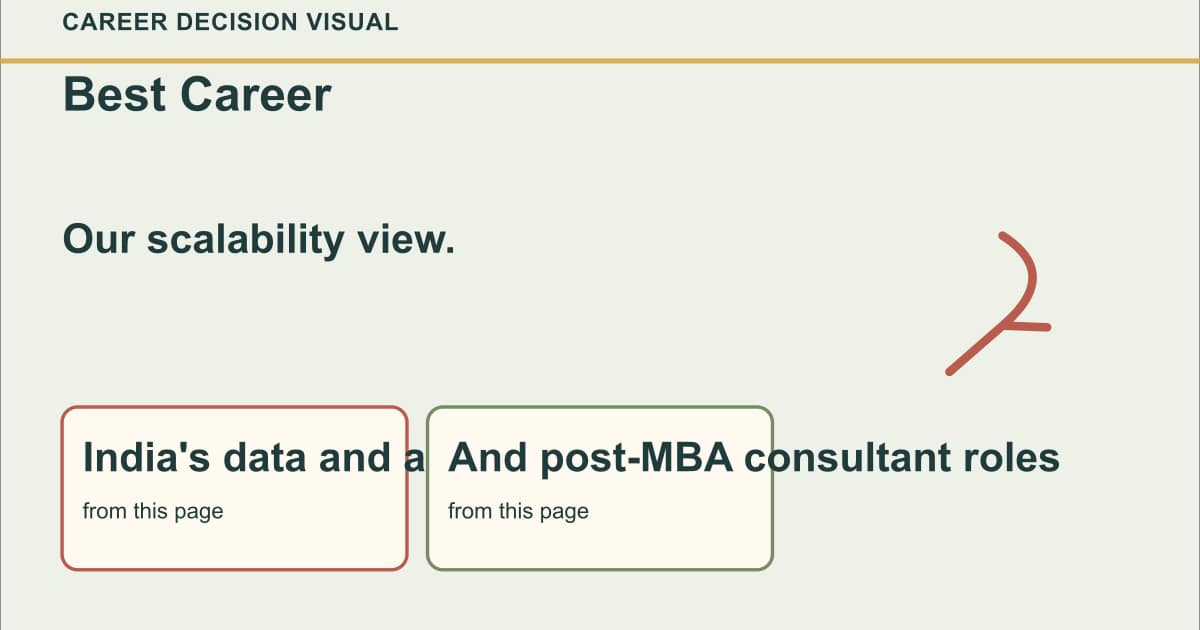 CAREER DECISION VISUAL
Best Career
Our scalability view.
India's data and a
And post-MBA consultant roles
from this page
from this page